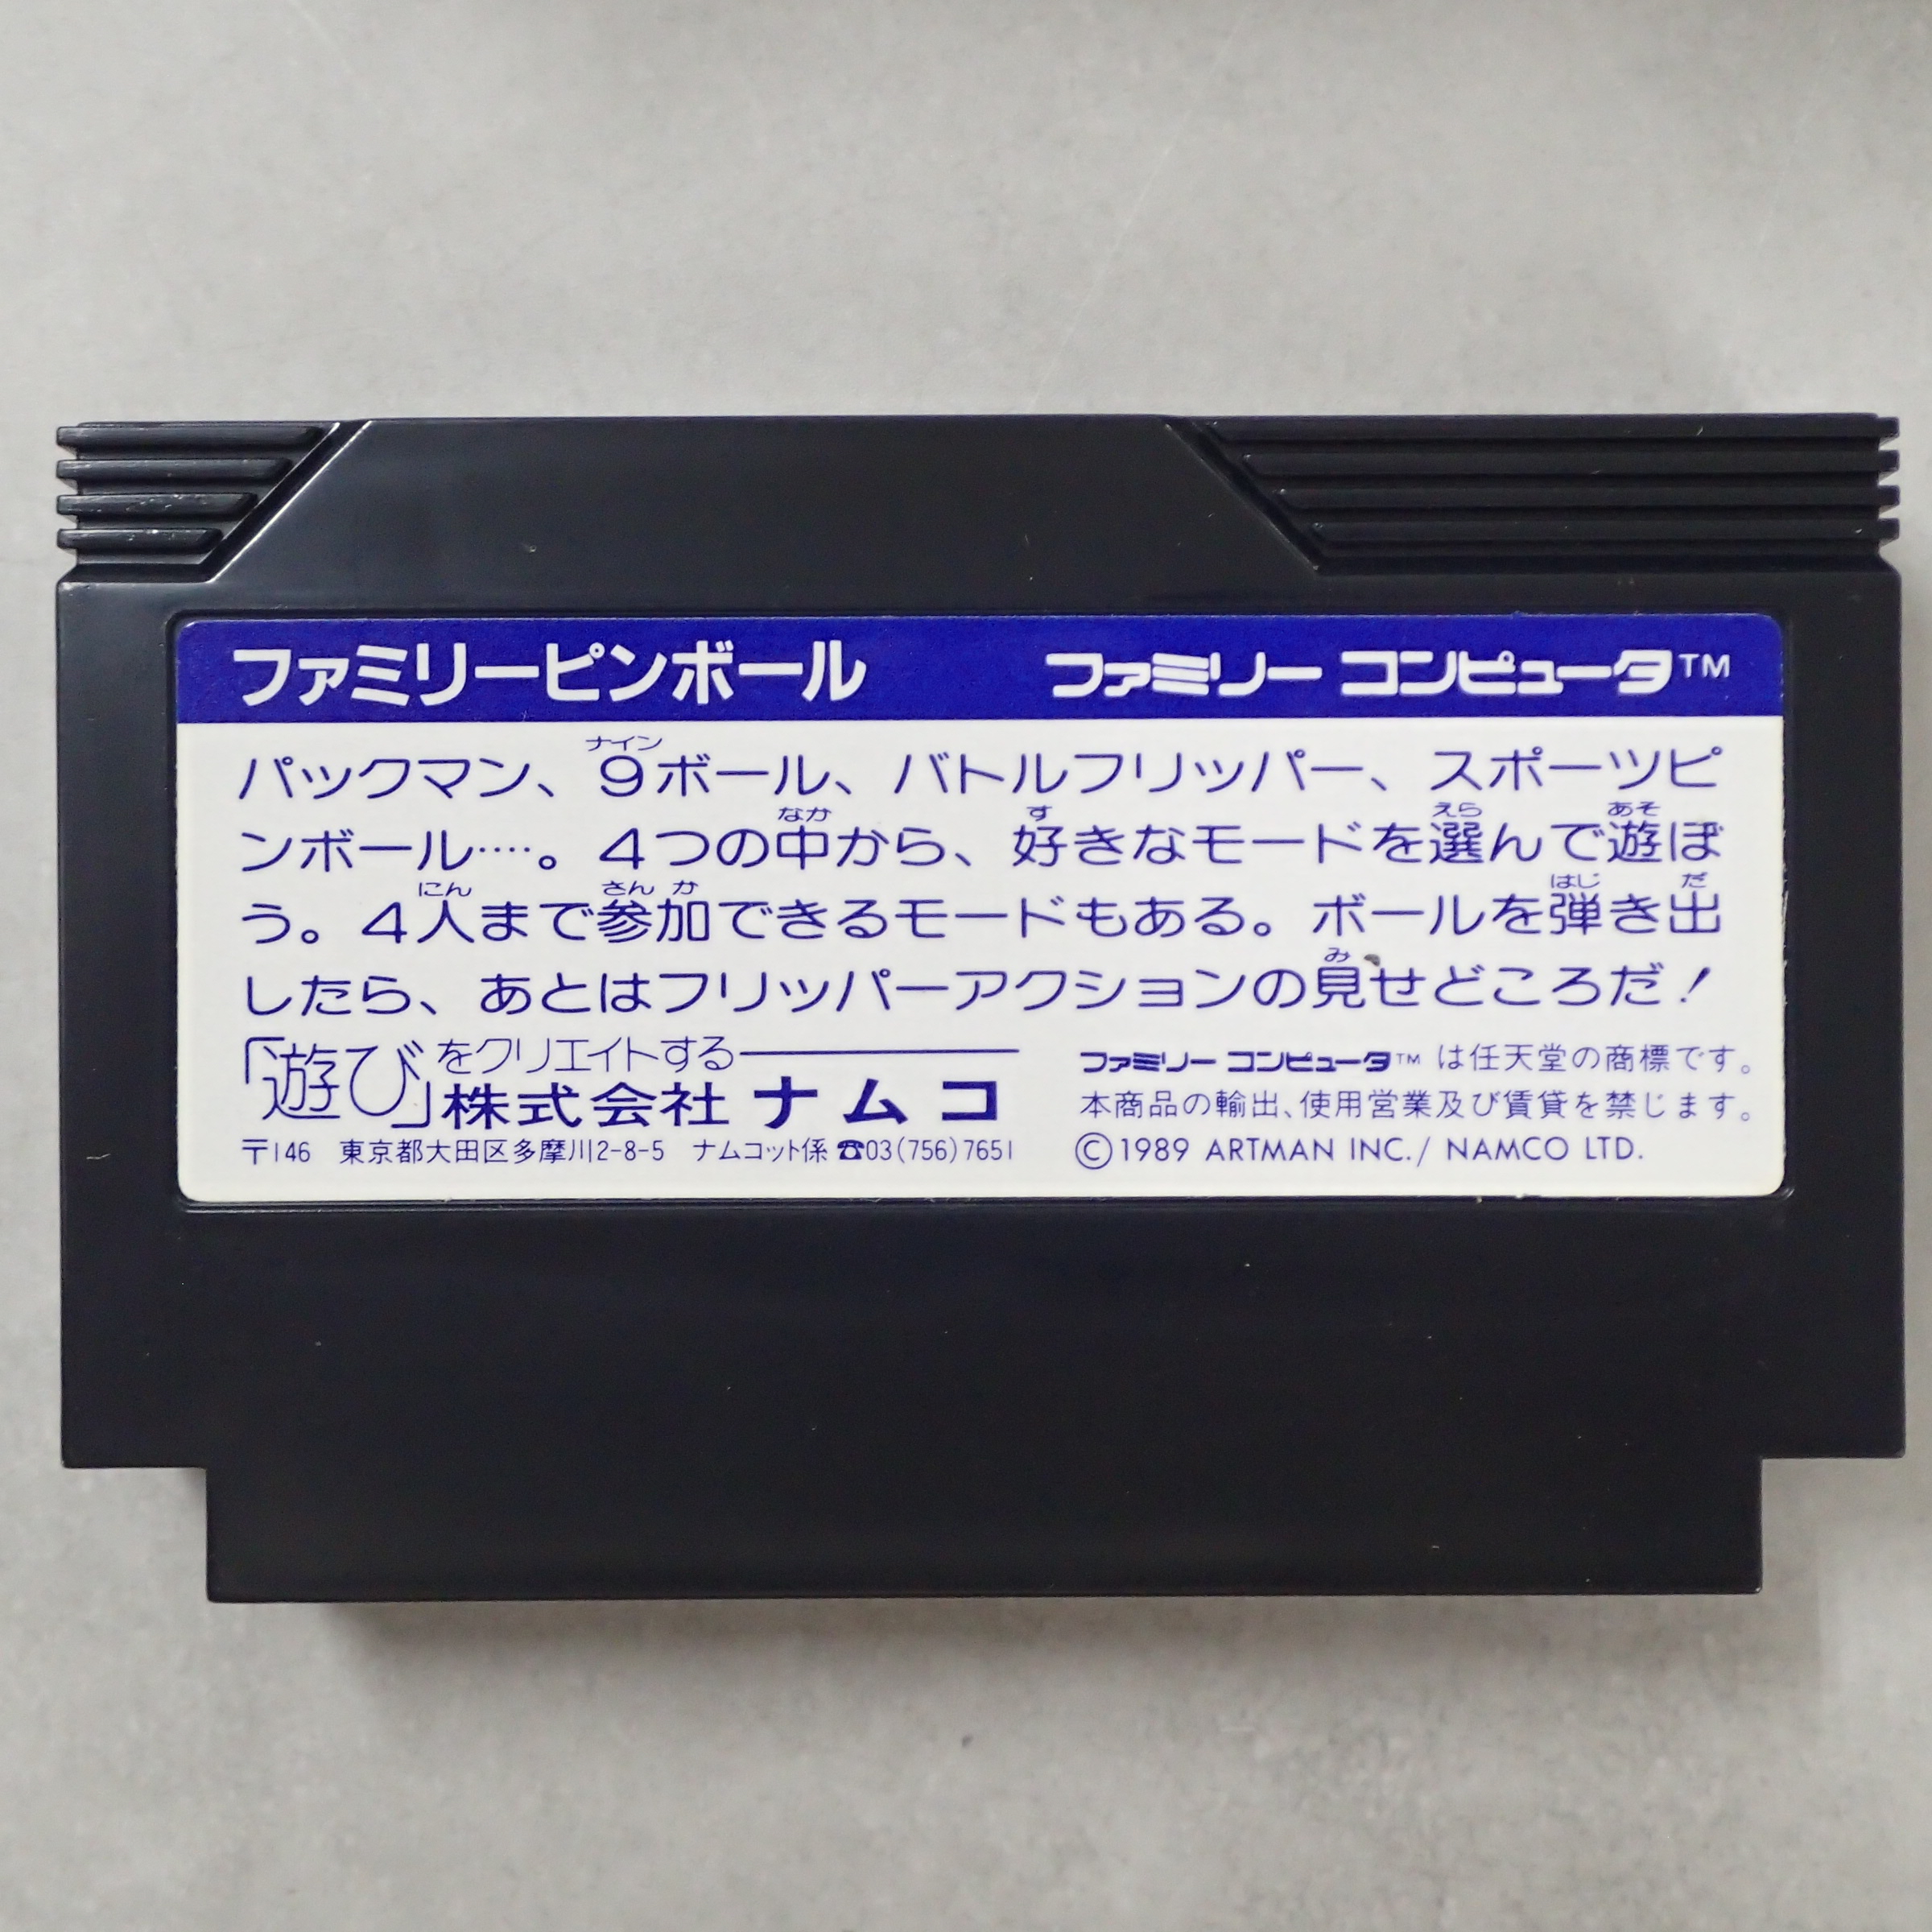 ファミリーピンボール ファミリー コンピュータ™
パックマン、9ナインボール、バトルフリッパー、スポーツピ
ンボール‥‥。4つの中なかから、好すきなモードを選えらんで遊あそぼ
う。4人にんまで参さん加かできるモードもある。ボールを弾はじき出だ
したら、あとはフリッパーアクションの見みせどころだ！
「遊び」をクリエイトする
株式会社 ナムコ
〒146 東京都大田区多摩川2-8-5 ナムコット係 ☎03(756)7651
ファミリー コンピュータ™ は任天堂の商標です。
本商品の輸出、使用営業及び賃貸を禁じます。
©1989 ARTMAN INC./ NAMCO LTD.